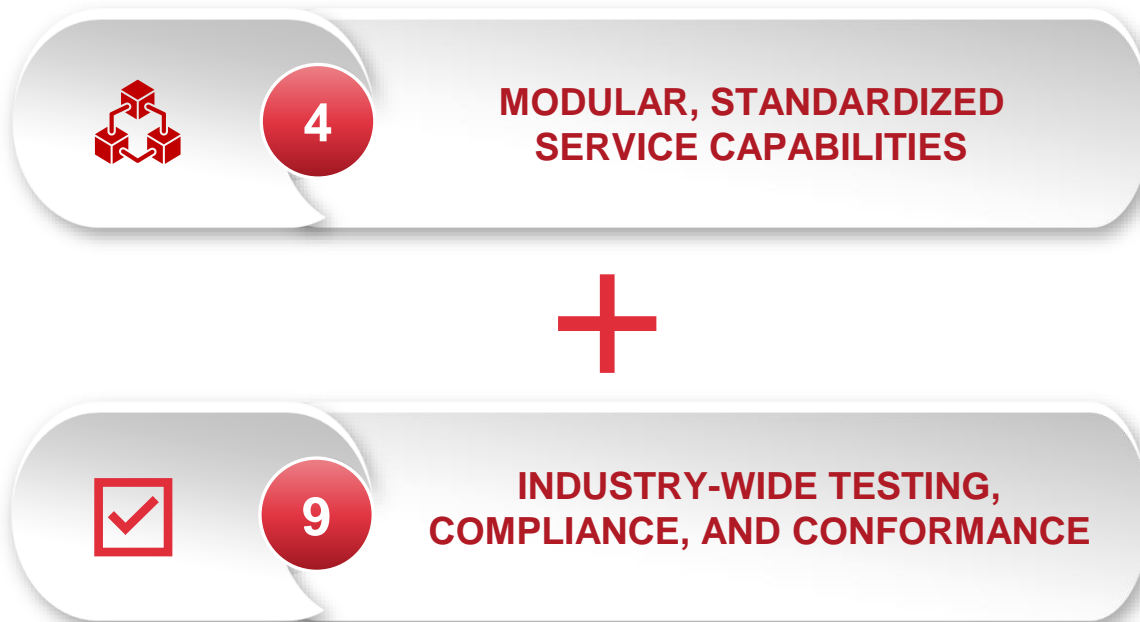 4
MODULAR, STANDARDIZED
SERVICE CAPABILITIES
+
9
INDUSTRY-WIDE TESTING,
COMPLIANCE, AND CONFORMANCE